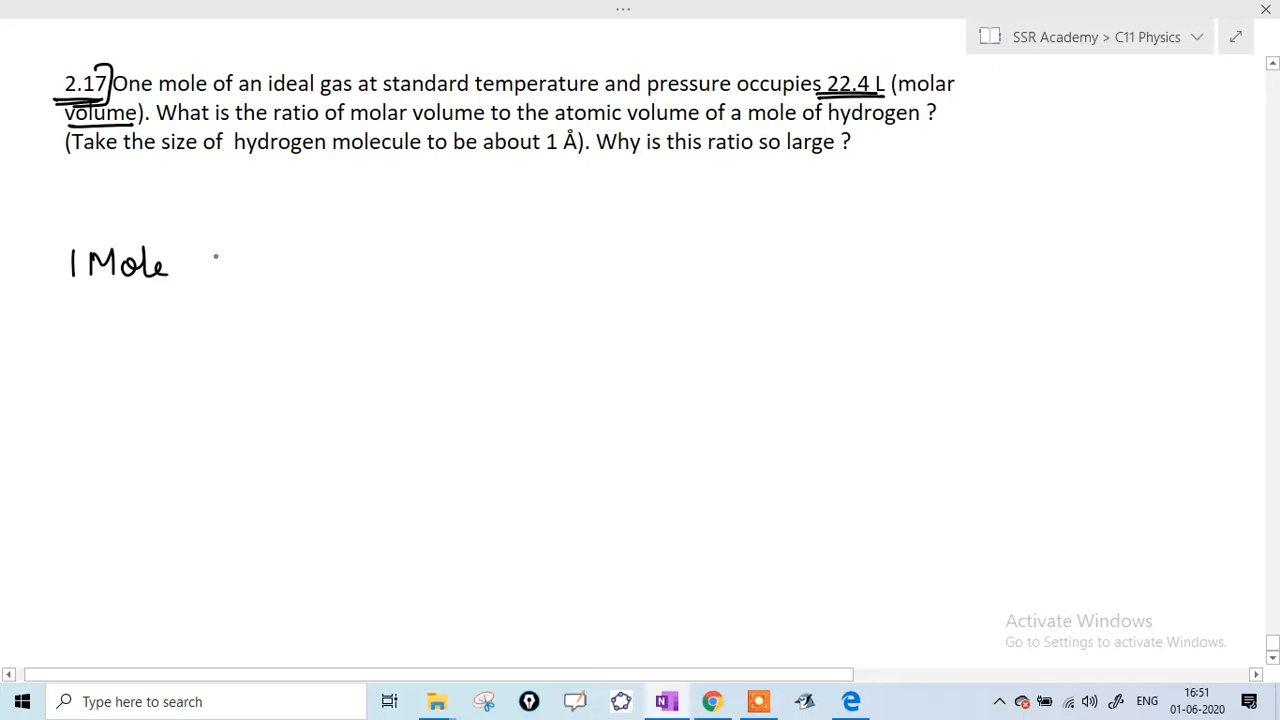 SSR Academy > C11 Physics
2.17 One mole of an ideal gas at standard temperature and pressure occupies 22.4 L (molar
volume). What is the ratio of molar volume to the atomic volume of a mole of hydrogen ?
(Take the size of hydrogen molecule to be about 1 Å). Why is this ratio so large ?
1 Mole
Activate Windows
Go to Settings to activate Windows.
Type here to search
ENG
16:51
01-06-2020